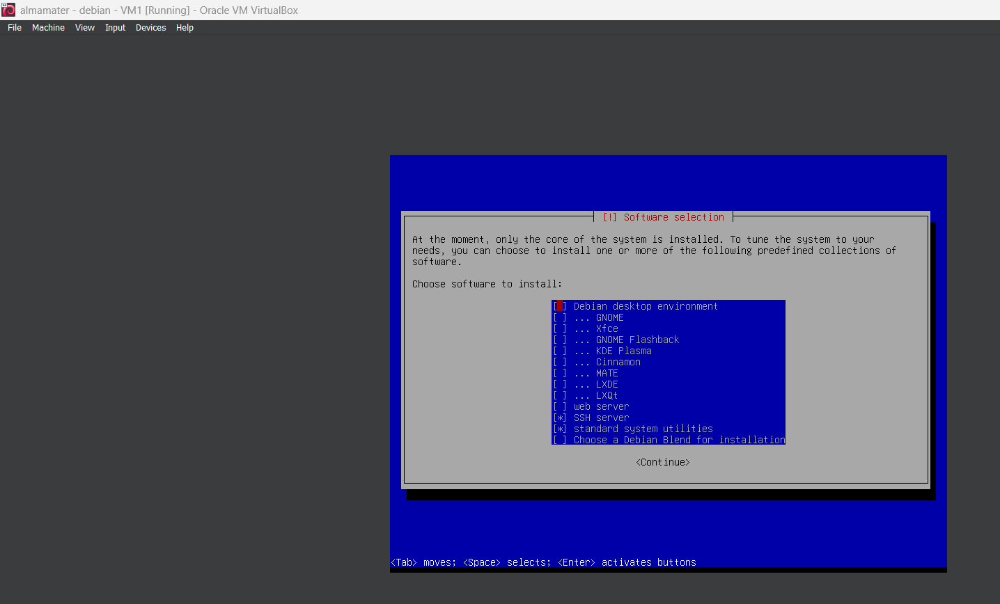 almamater - debian - VM1 [Running] - Oracle VM VirtualBox
File Machine View Input Devices Help
[!] Software selection
At the moment, only the core of the system is installed. To tune the system to your
needs, you can choose to install one or more of the following predefined collections of
software.
Choose software to install:
[ ] Debian desktop environment
[ ] ... GNOME
[ ] ... Xfce
[ ] ... GNOME Flashback
[ ] ... KDE Plasma
[ ] ... Cinnamon
[ ] ... MATE
[ ] ... LXDE
[ ] ... LXQt
[ ] web server
[*] SSH server
[*] standard system utilities
[ ] Choose a Debian Blend for installation
<Continue>
<Tab> moves; <Space> selects; <Enter> activates buttons